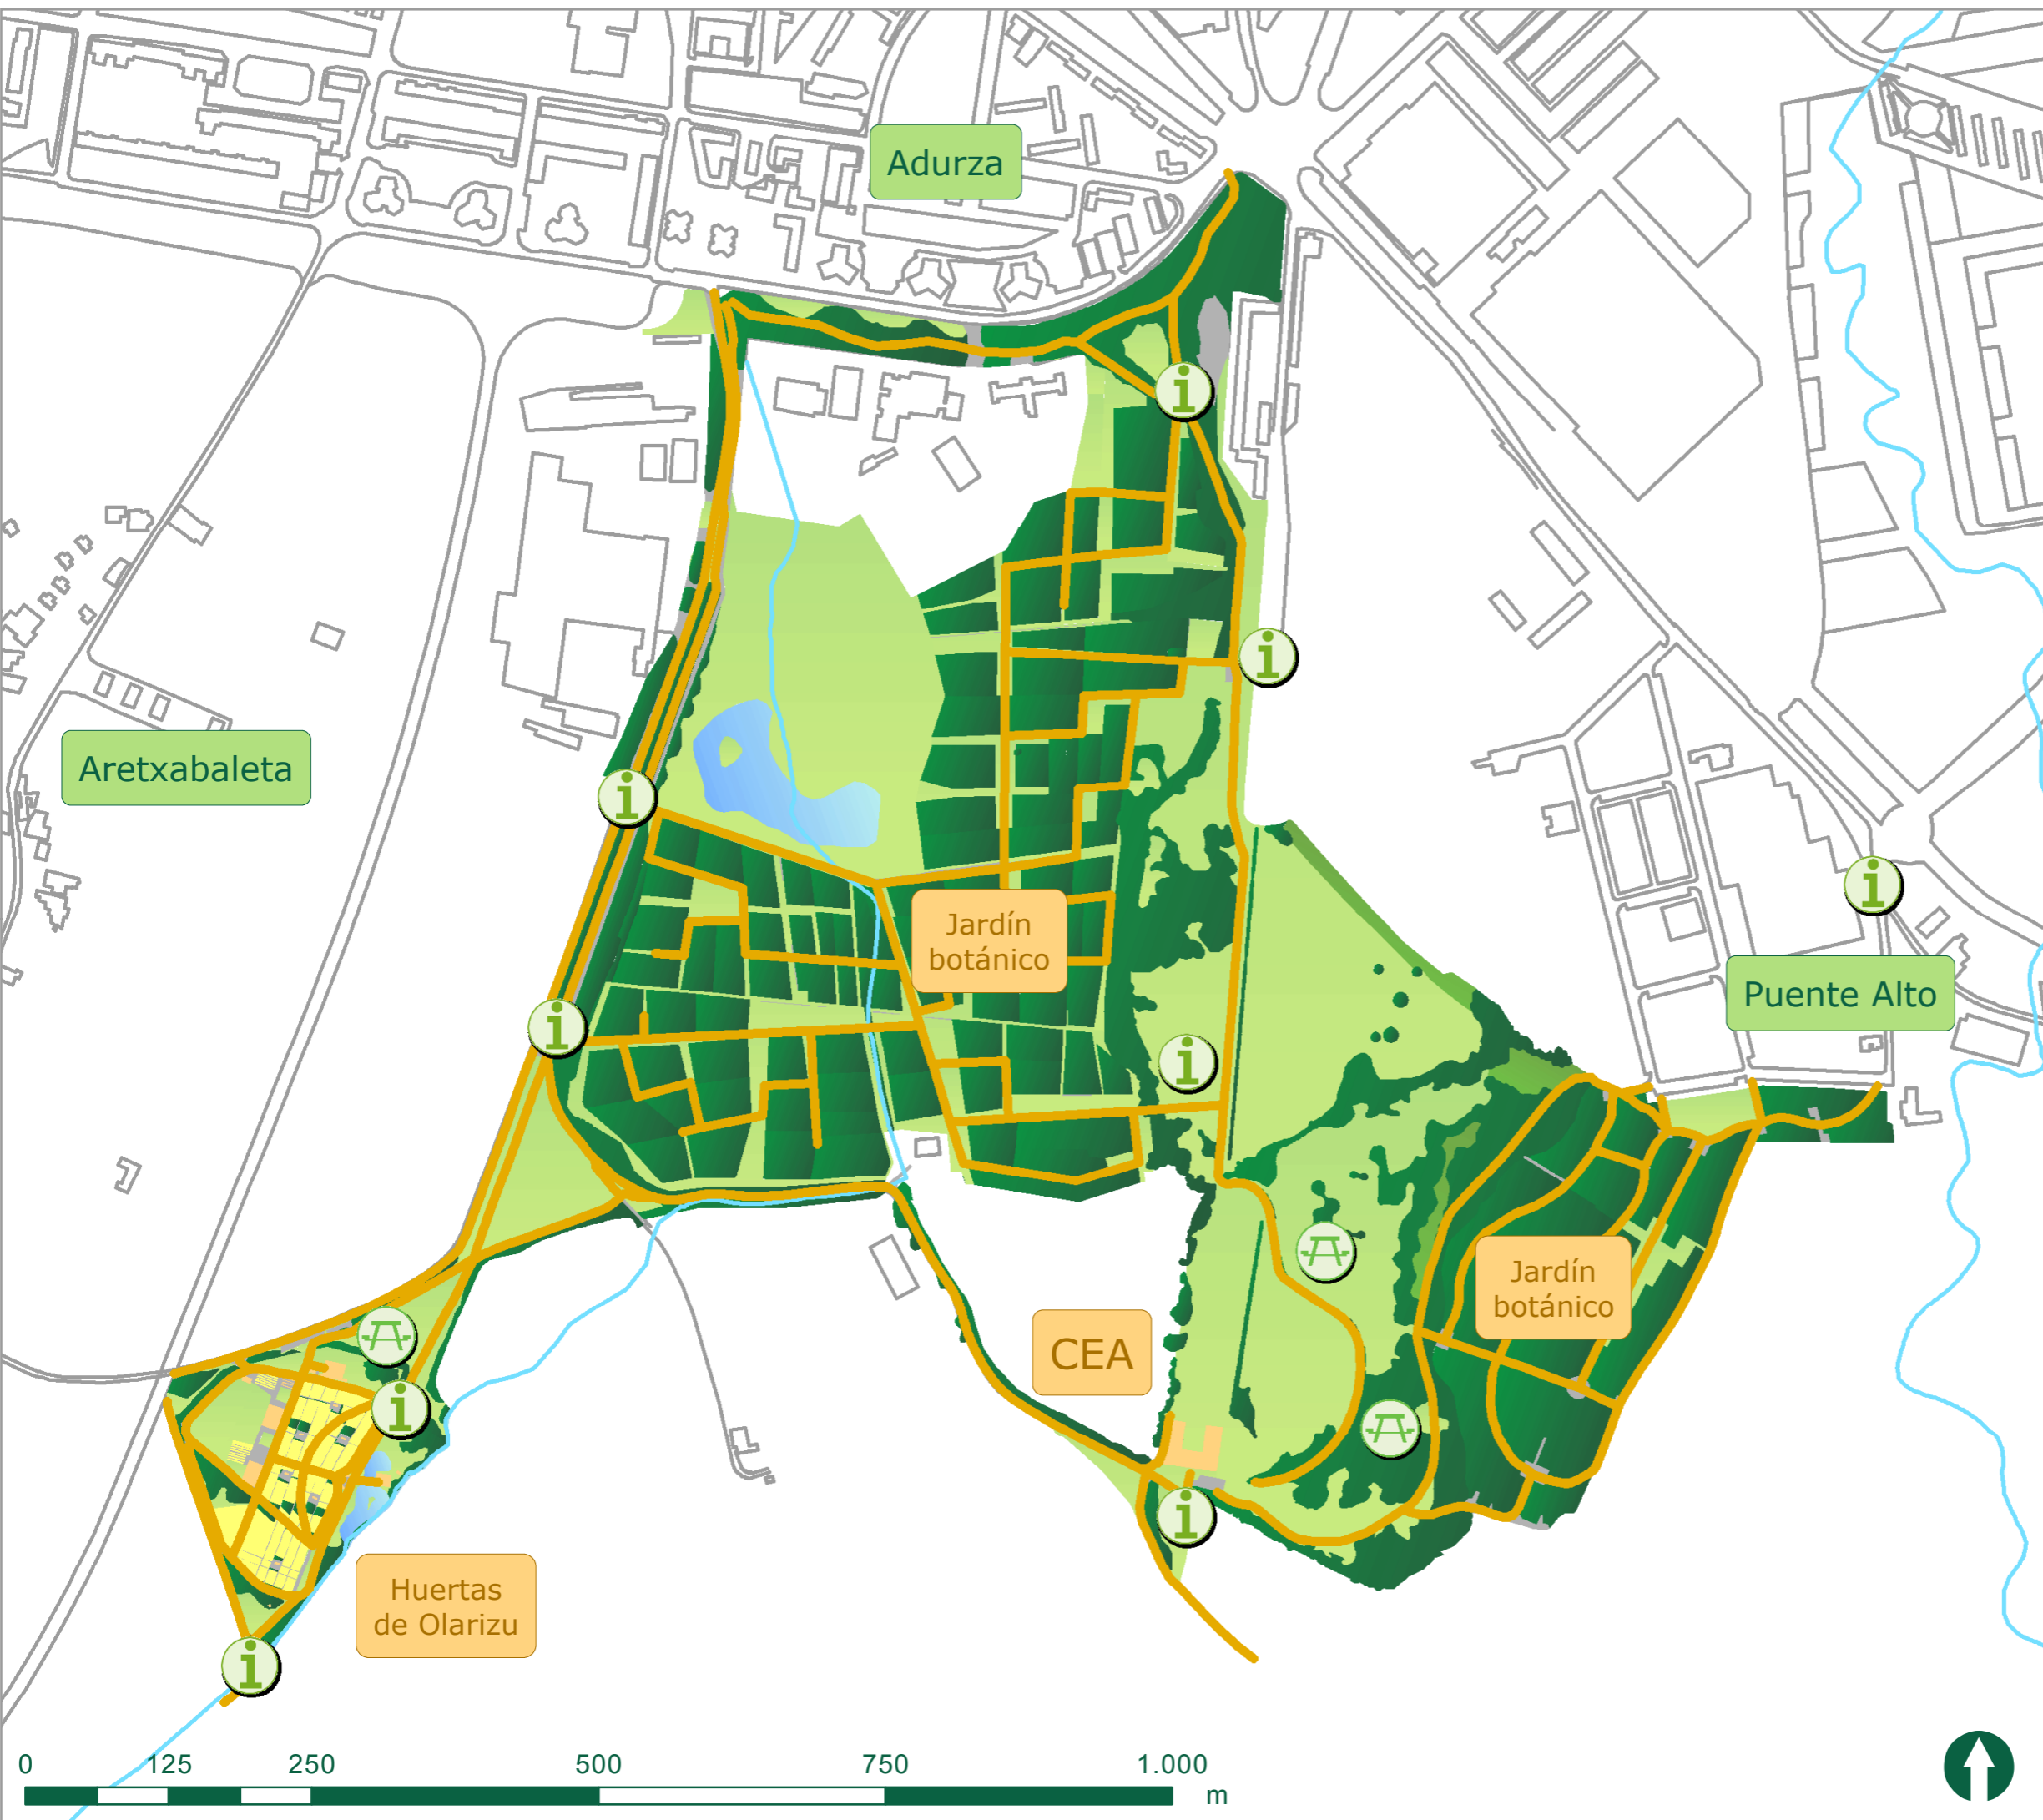 Adurza
Aretxabaleta
Jardín
botánico
Puente Alto
Jardín
botánico
CEA
Huertas
de Olarizu
0 125 250 500 750 1.000
m